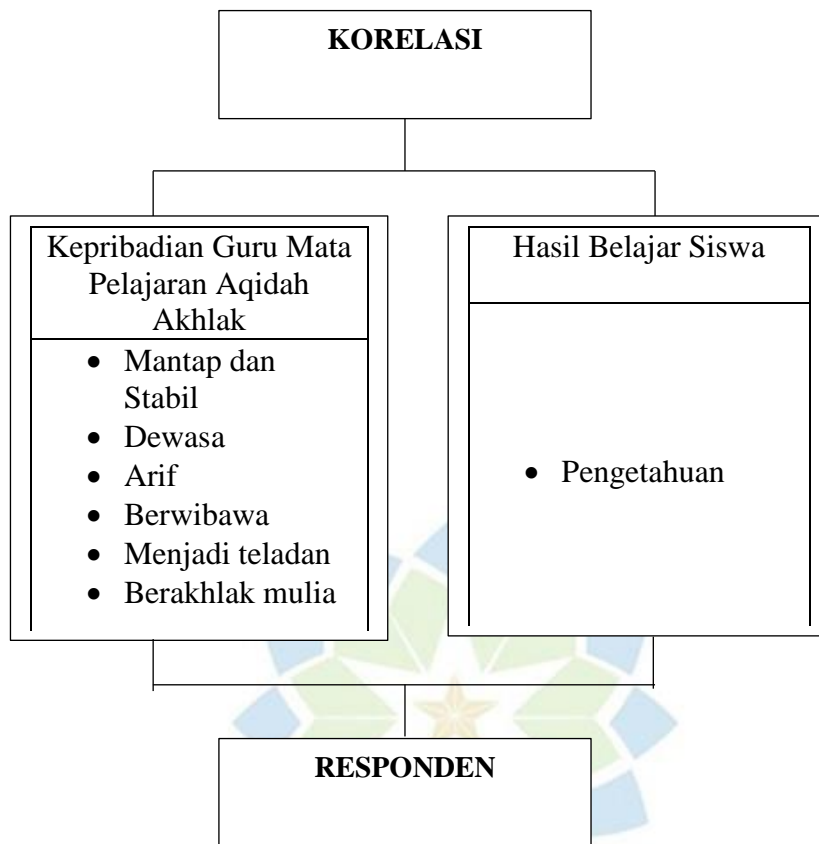 KORELASI
Kepribadian Guru Mata
Pelajaran Aqidah
Akhlak
• Mantap dan
Stabil
• Dewasa
• Arif
• Berwibawa
• Menjadi teladan
• Berakhlak mulia
Hasil Belajar Siswa
• Pengetahuan
RESPONDEN